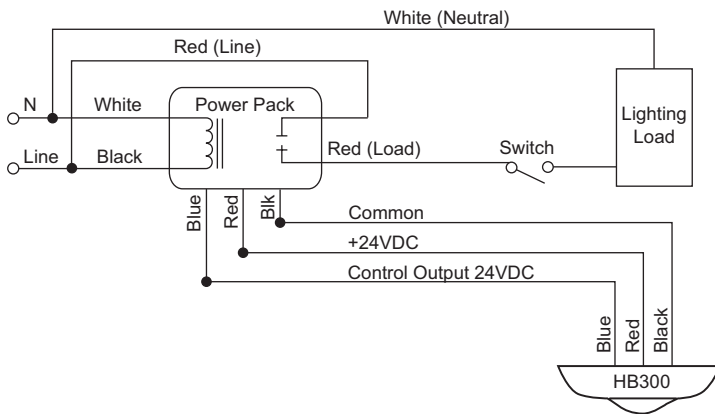 White (Neutral)
Red (Line)
N
White
Power Pack
Lighting
Load
Line
Black
Red (Load)
Switch
Blue
Red
Blk
Common
+24VDC
Control Output 24VDC
Blue
Red
Black
HB300